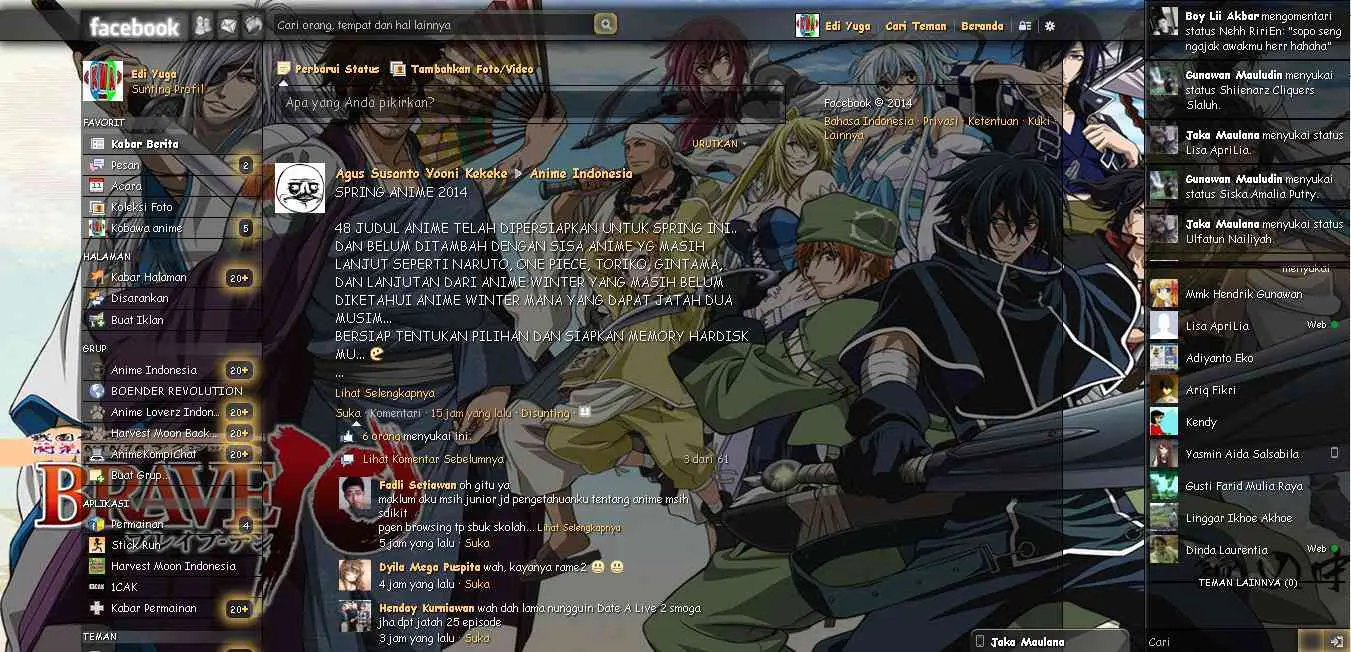 facebook
Cari orang, tempat dan hal lainnya
Edi Yuga Cari Teman Beranda
Edi Yuga
Sunting Profil
FAVORIT
Kabar Berita
Pesan 2
Acara
Koleksi Foto
Kobawa anime 5
HALAMAN
Kabar Halaman 20+
Disarankan
Buat Iklan
GRUP
Anime Indonesia 20+
BOENDER REVOLUTION
Anime Loverz Indon... 20+
Harvest Moon Back... 20+
AnimeKompiChat 20+
Buat Grup...
APLIKASI
Permainan 4
Stick Run
Harvest Moon Indonesia
1CAK
Kabar Permainan 20+
TEMAN
BRAVE10
ブレイブ・テン
Perbarui Status Tambahkan Foto/Video
Apa yang Anda pikirkan?
URUTKAN
Agus Susanto Vooni Kekeke Anime Indonesia
SPRING ANIME 2014
48 JUDUL ANIME TELAH DIPERSIAPKAN UNTUK SPRING INI..
DAN BELUM DITAMBAH DENGAN SISA ANIME YG MASIH
LANJUT SEPERTI NARUTO, ONE PIECE, TORIKO, GINTAMA,
DAN LANJUTAN DARI ANIME WINTER YANG MASIH BELUM
DIKETAHUI ANIME WINTER MANA YANG DAPAT JATAH DUA
MUSIM...
BERSIAP TENTUKAN PILIHAN DAN SIAPKAN MEMORY HARDISK
MU...
...
Lihat Selengkapnya
Suka · Komentari · 15 jam yang lalu · Disunting ·
6 orang menyukai ini.
Lihat Komentar Sebelumnya 3 dari 61
Fadli Setiawan oh gitu ya
maklum aku msih junior jd pengetahuanku tentang anime msih
sdikit
pgen browsing tp sbuk skolah... Lihat Selengkapnya
5 jam yang lalu · Suka
Dyila Mega Puspita wah, kayanya rame2
4 jam yang lalu · Suka
Henday Kurniawan wah dah lama nungguin Date A Live 2 smoga
jha dpt jatah 25 episode
3 jam yang lalu · Suka
Facebook © 2014
Bahasa Indonesia · Privasi · Ketentuan · Kuki ·
Lainnya
Boy Lii Akbar mengomentari
status Nehh RiriEn: "sopo seng
ngajak awakmu herr hahaha"
Gunawan Mauludin menyukai
status Shiienarz Cliquers
Slaluh.
Jaka Maulana menyukai status
Lisa ApriLia.
Gunawan Mauludin menyukai
status Siska Amalia Putry.
Jaka Maulana menyukai status
Ulfatun Nailiyah.
menyukai
Mmk Hendrik Gunawan
Lisa ApriLia Web
Adiyanto Eko
Ariq Fikri
Kendy
Yasmin Aida Salsabila
Gusti Farid Mulia Raya
Linggar Ikhoe Akhoe
Dinda Laurentia Web
TEMAN LAINNYA (0)
Jaka Maulana
Cari